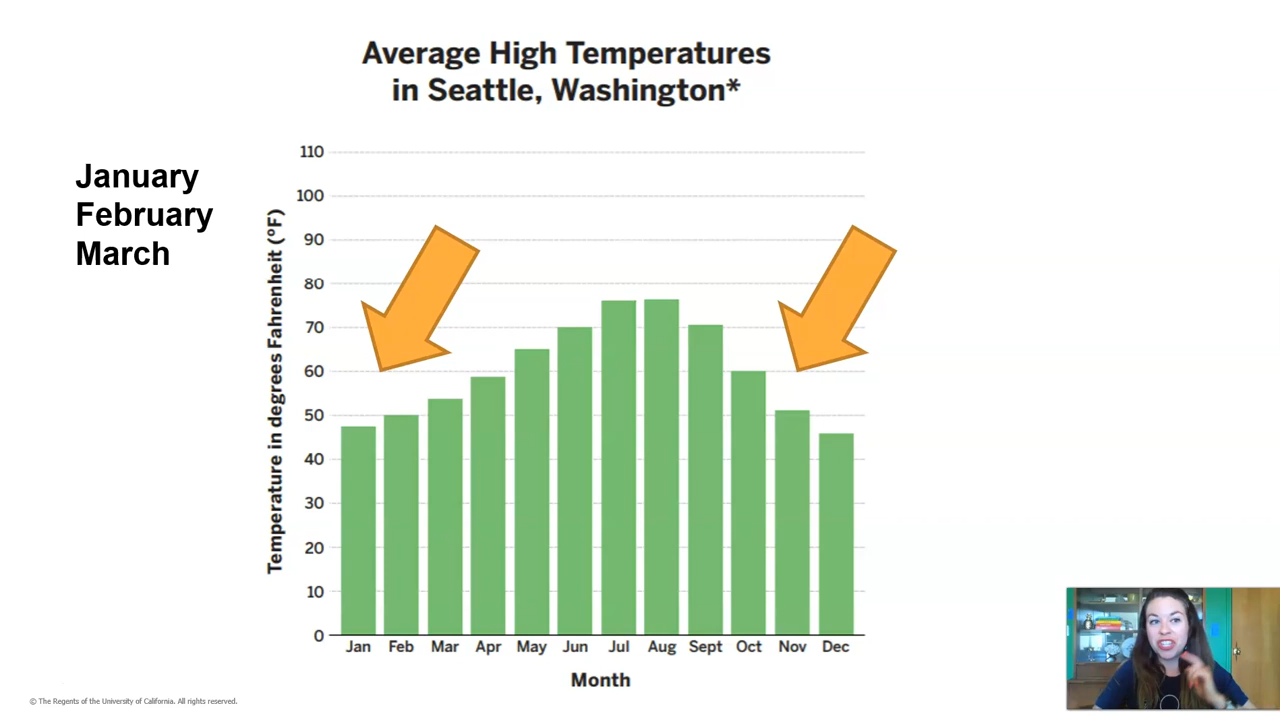 Average High Temperatures
in Seattle, Washington*
January
February
March
Temperature in degrees Fahrenheit (°F)
110
100
90
80
70
60
50
40
30
20
10
0
Jan Feb Mar Apr May Jun Jul Aug Sept Oct Nov Dec
Month
© The Regents of the University of California. All rights reserved.